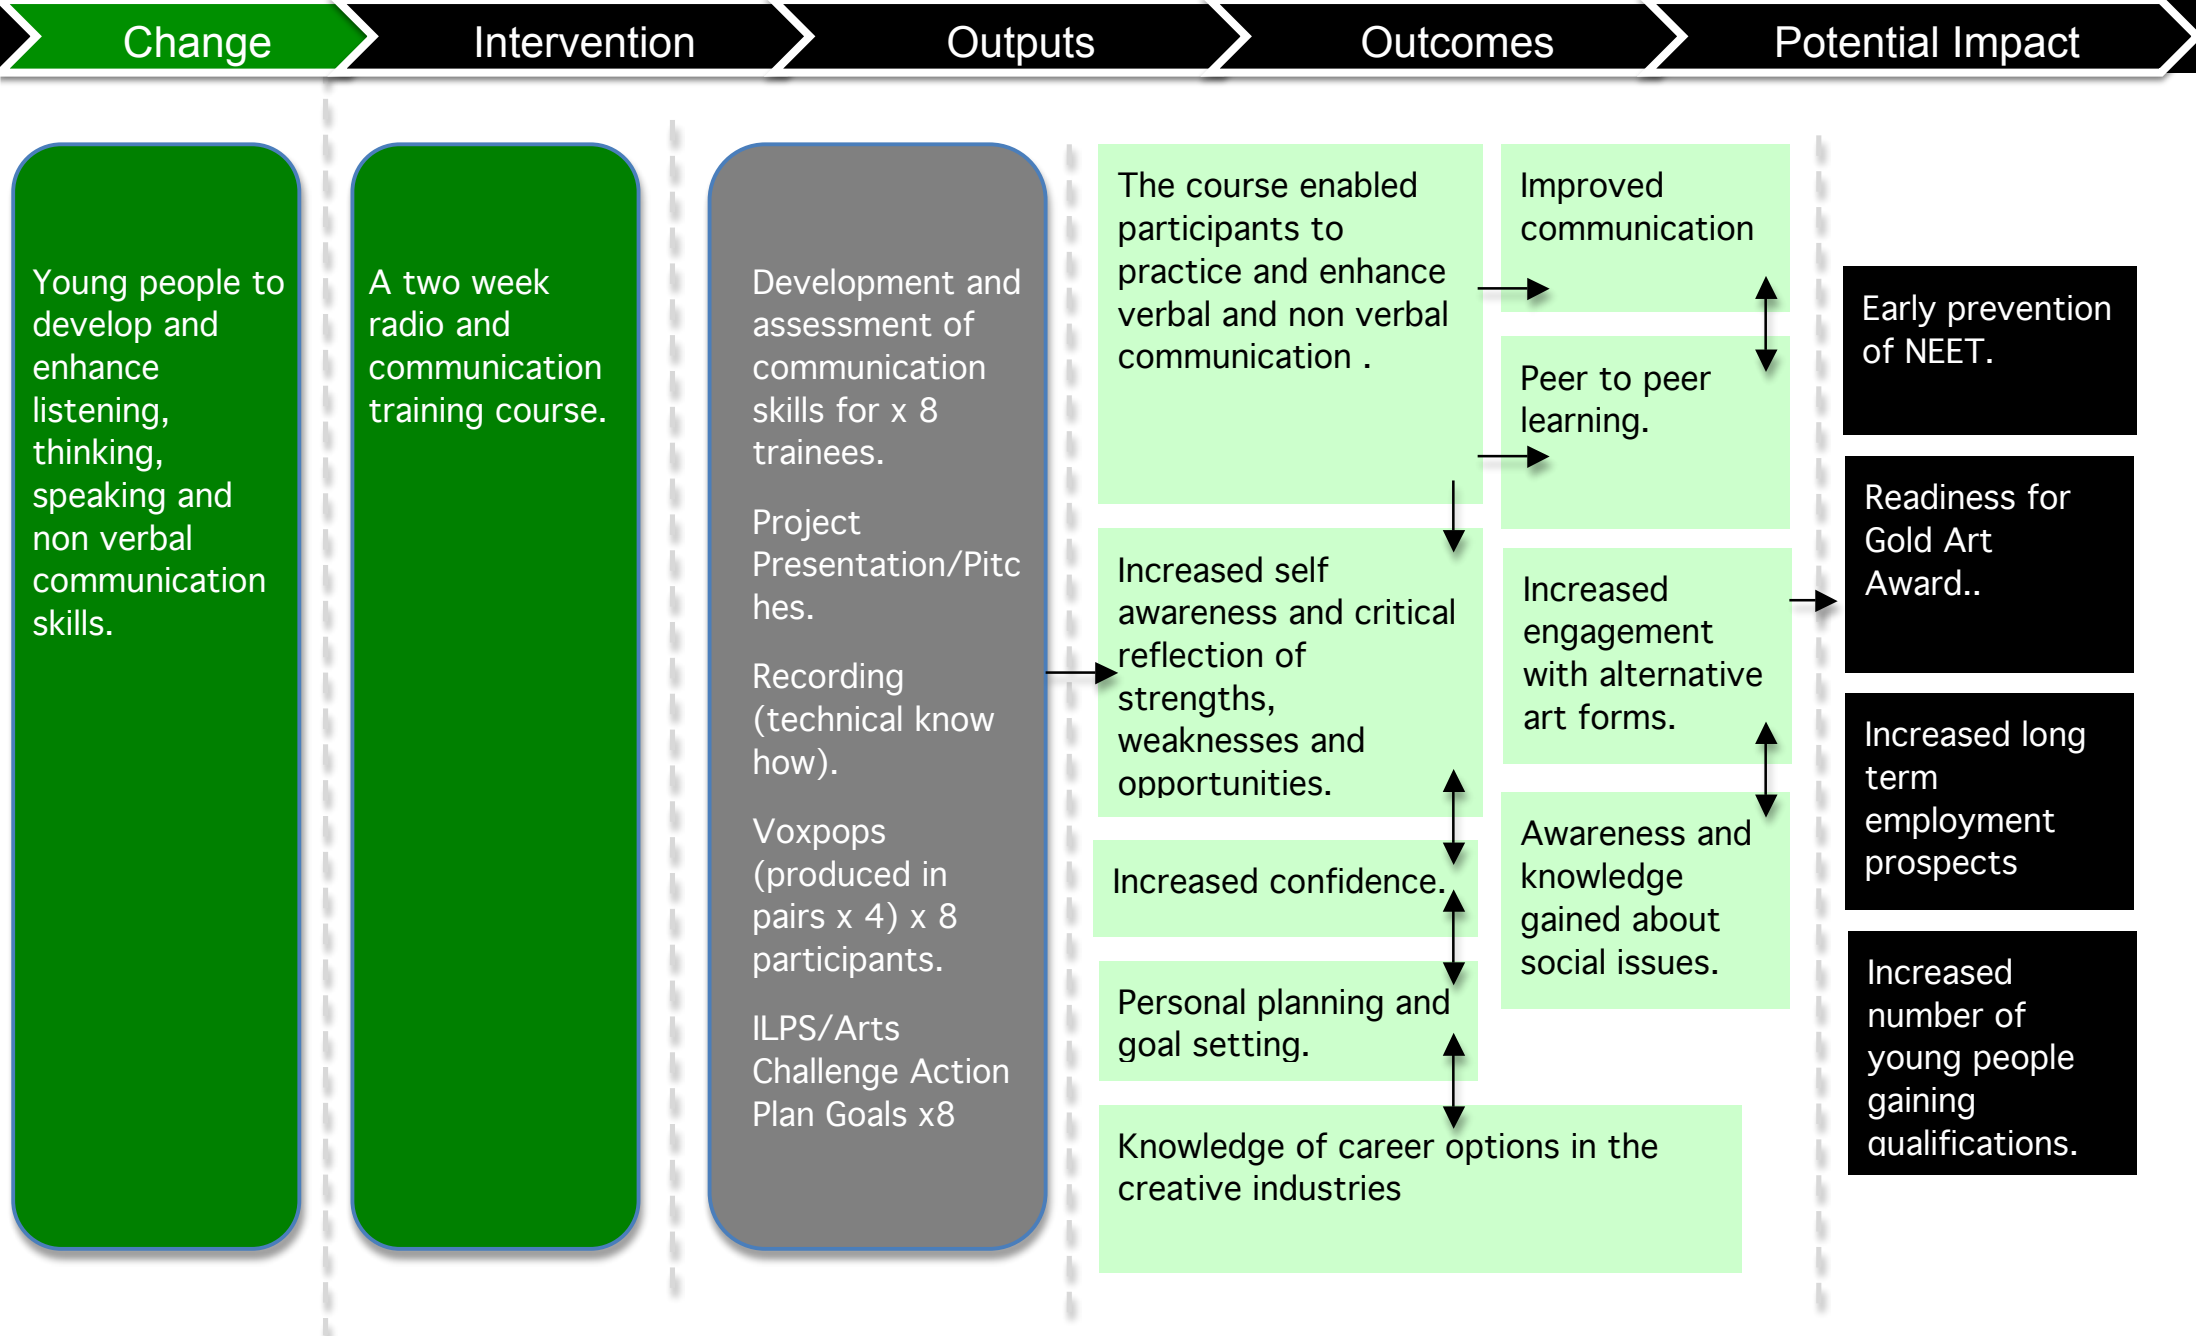 Change
Intervention
Outputs
Outcomes
Potential Impact
Young people to
develop and
enhance
listening,
thinking,
speaking and
non verbal
communication
skills.
A two week
radio and
communication
training course.
Development and
assessment of
communication
skills for x 8
trainees.
Project
Presentation/Pitc
hes.
Recording
(technical know
how).
Voxpops
(produced in
pairs x 4) x 8
participants.
ILPS/Arts
Challenge Action
Plan Goals x8
The course enabled
participants to
practice and enhance
verbal and non verbal
communication .
Increased self
awareness and critical
reflection of
strengths,
weaknesses and
opportunities.
Increased confidence.
Personal planning and
goal setting.
Knowledge of career options in the
creative industries
Improved
communication
Peer to peer
learning.
Increased
engagement
with alternative
art forms.
Awareness and
knowledge
gained about
social issues.
Early prevention
of NEET.
Readiness for
Gold Art
Award..
Increased long
term
employment
prospects
Increased
number of
young people
gaining
qualifications.